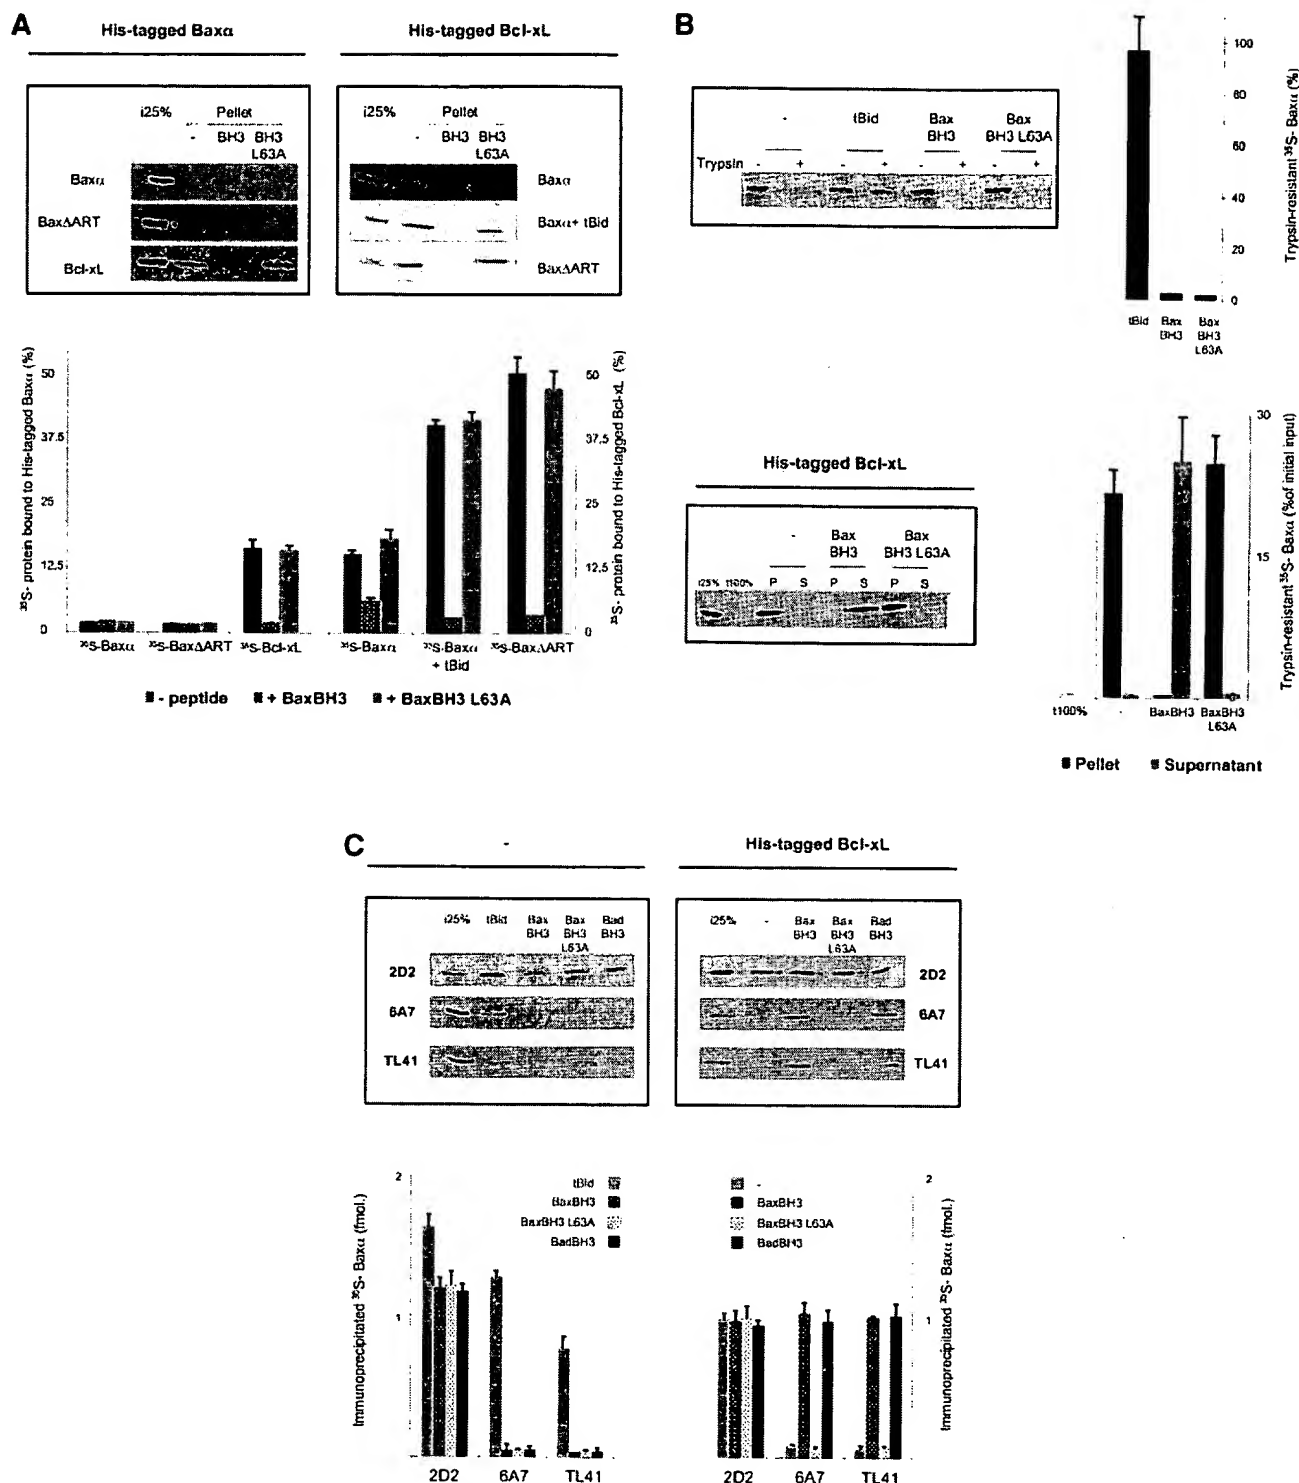 A
His-tagged Baxα
i25% Pellet
- BH3 BH3
L63A
Baxα
BaxΔART
Bcl-xL
His-tagged Bcl-xL
i25% Pellet
- BH3 BH3
L63A
Baxα
Baxα+ tBid
BaxΔART
³⁵S- protein bound to His-tagged Baxα (%)
50
37.5
25
12.5
0
³⁵S- protein bound to His-tagged Bcl-xL (%)
50
37.5
25
12.5
0
³⁵S-Baxα
³⁵S-BaxΔART
³⁵S-Bcl-xL
³⁵S-Baxα
³⁵S-Baxα
+ tBid
³⁵S-BaxΔART
- peptide
+ BaxBH3
+ BaxBH3 L63A
B
- tBid Bax Bax
BH3 BH3 L63A
Trypsin - + - + - + - +
Trypsin-resistant ³⁵S- Baxα (%)
100
80
60
40
20
0
tBid Bax Bax
BH3 BH3
L63A
His-tagged Bcl-xL
- Bax Bax
BH3 BH3 L63A
i25% t100% P S P S P S
Trypsin-resistant ³⁵S- Baxα (%of initial input)
30
15
0
t100% - BaxBH3 BaxBH3
L63A
Pellet
Supernatant
C
-
i25% tBid Bax Bax Bad
BH3 BH3 BH3
L63A
2D2
6A7
TL41
His-tagged Bcl-xL
i25% - Bax Bax Bad
BH3 BH3 BH3
L63A
2D2
6A7
TL41
Immunoprecipitated ³⁵S- Baxα (fmol.)
2
1
tBid
BaxBH3
BaxBH3 L63A
BadBH3
2D2 6A7 TL41
-
BaxBH3
BaxBH3 L63A
BadBH3
2
1
Immunoprecipitated ³⁵S- Baxα (fmol.)
2D2 6A7 TL41